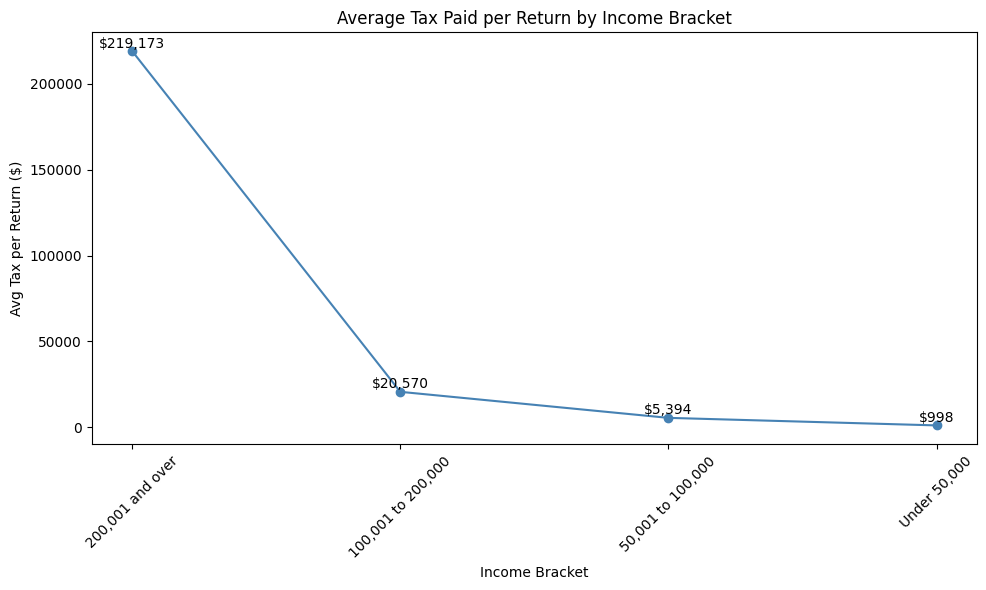 Average Tax Paid per Return by Income Bracket
$219,173
200000
150000
100000
50000
0
Avg Tax per Return ($)
$20,570
$5,394
$998
200,001 and over
100,001 to 200,000
50,001 to 100,000
Under 50,000
Income Bracket